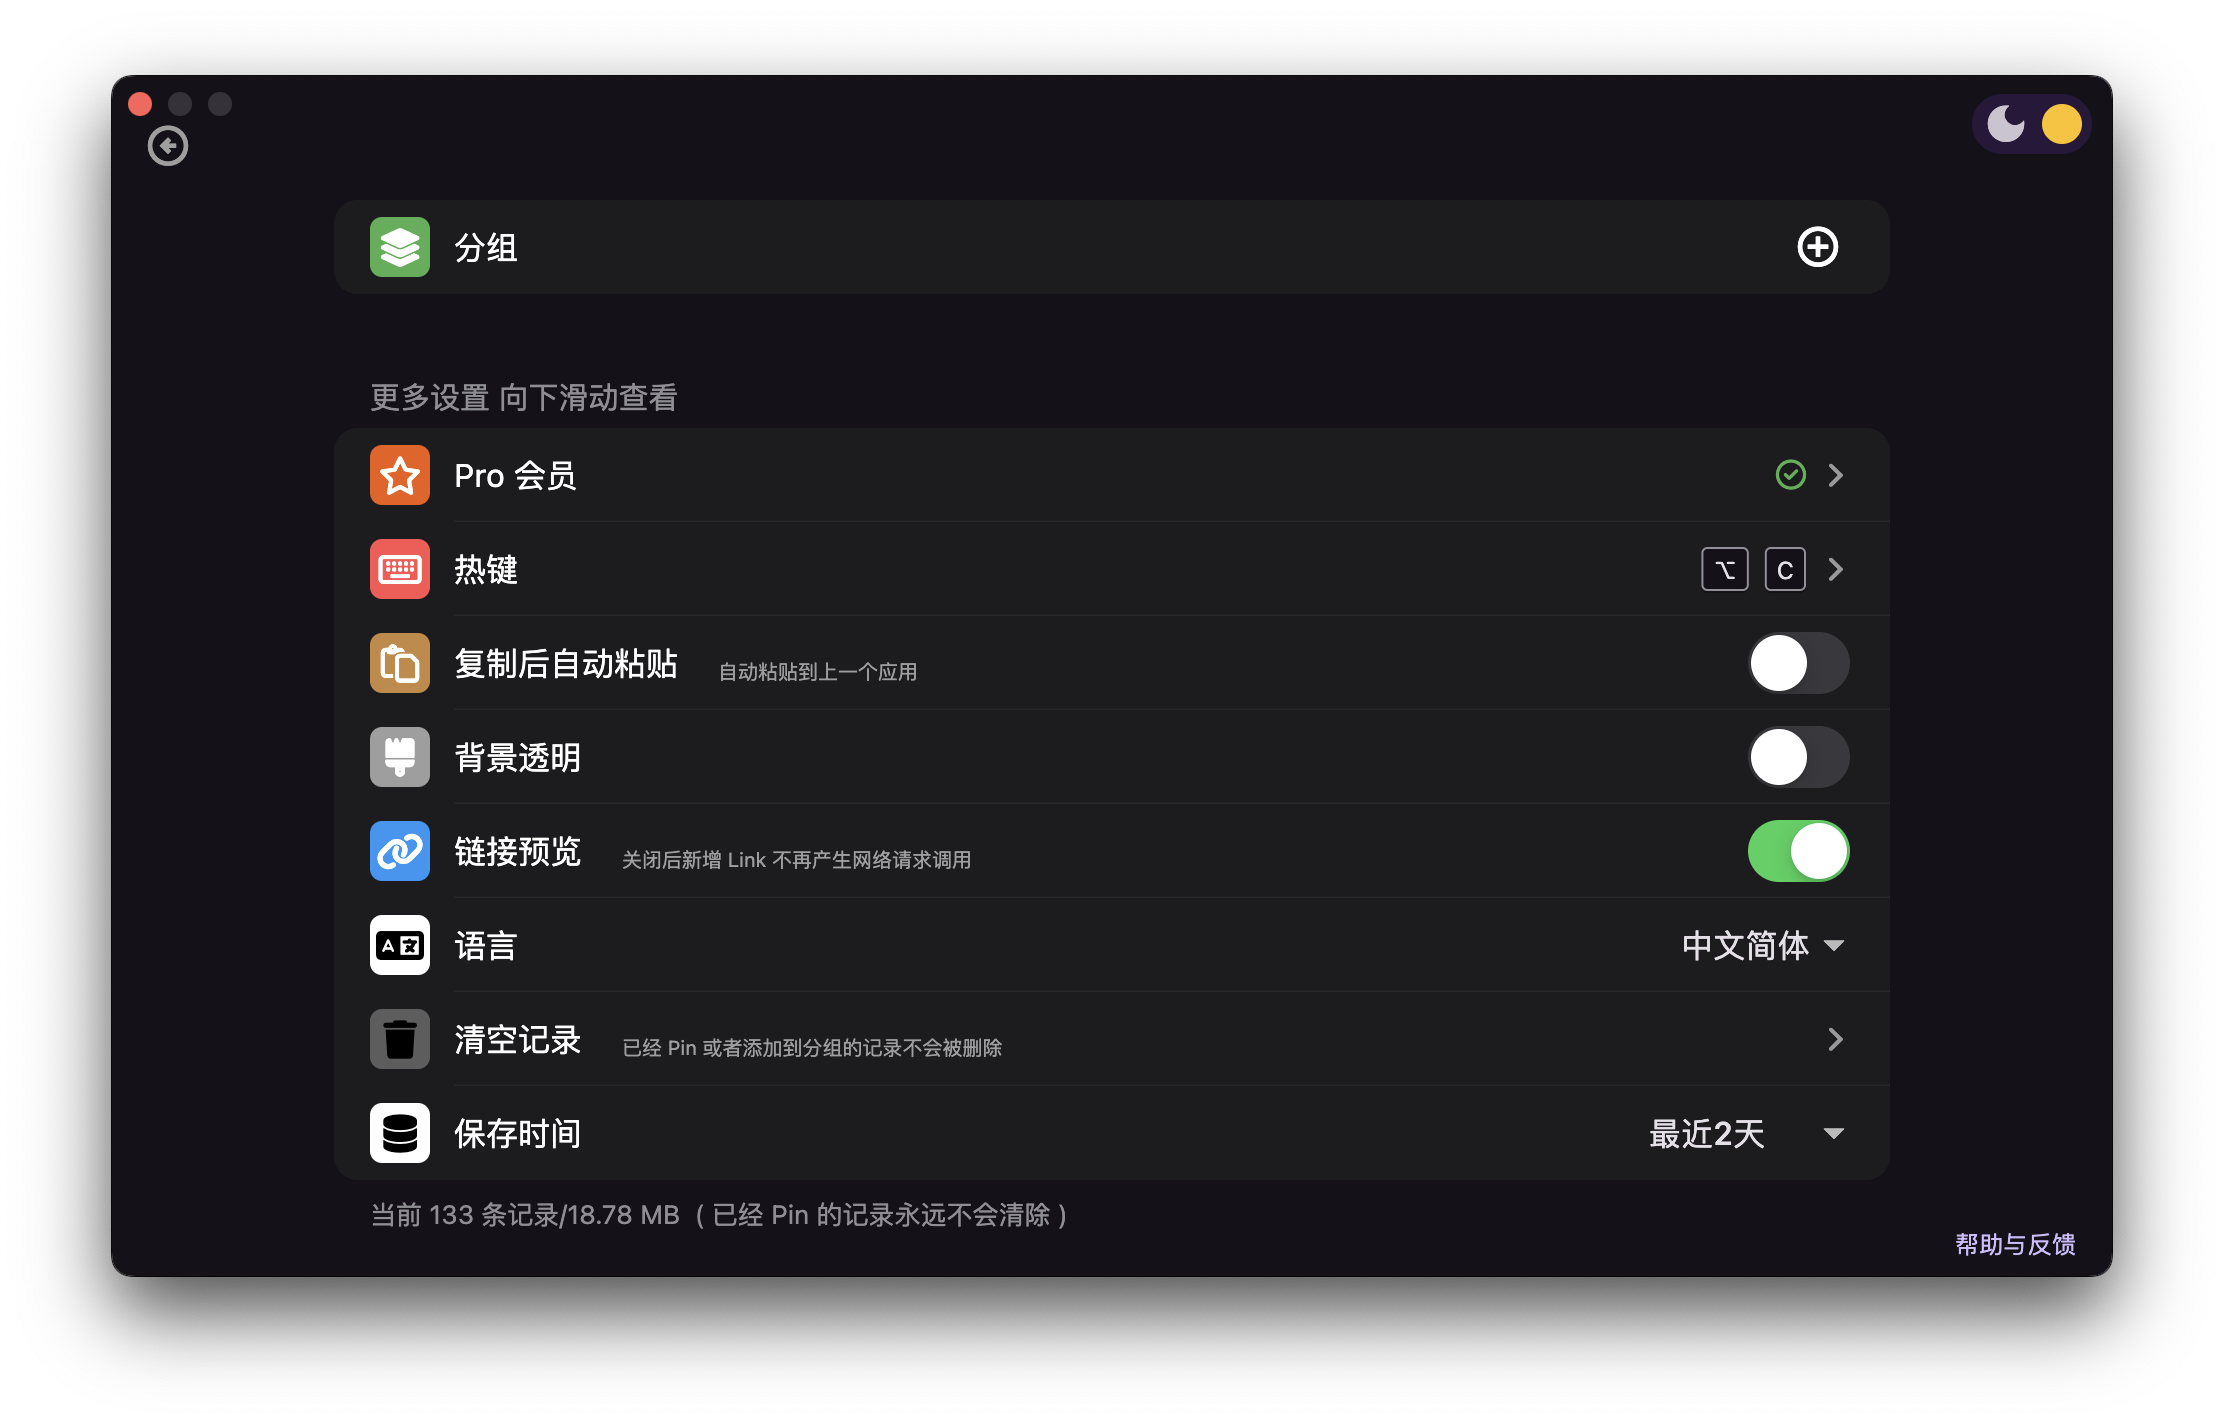 分组
更多设置 向下滑动查看
Pro 会员
热键 ⌥ C
复制后自动粘贴 自动粘贴到上一个应用
背景透明
链接预览 关闭后新增 Link 不再产生网络请求调用
A 文
语言 中文简体
清空记录 已经 Pin 或者添加到分组的记录不会被删除
保存时间 最近2天
当前 133 条记录/18.78 MB ( 已经 Pin 的记录永远不会清除 )
帮助与反馈